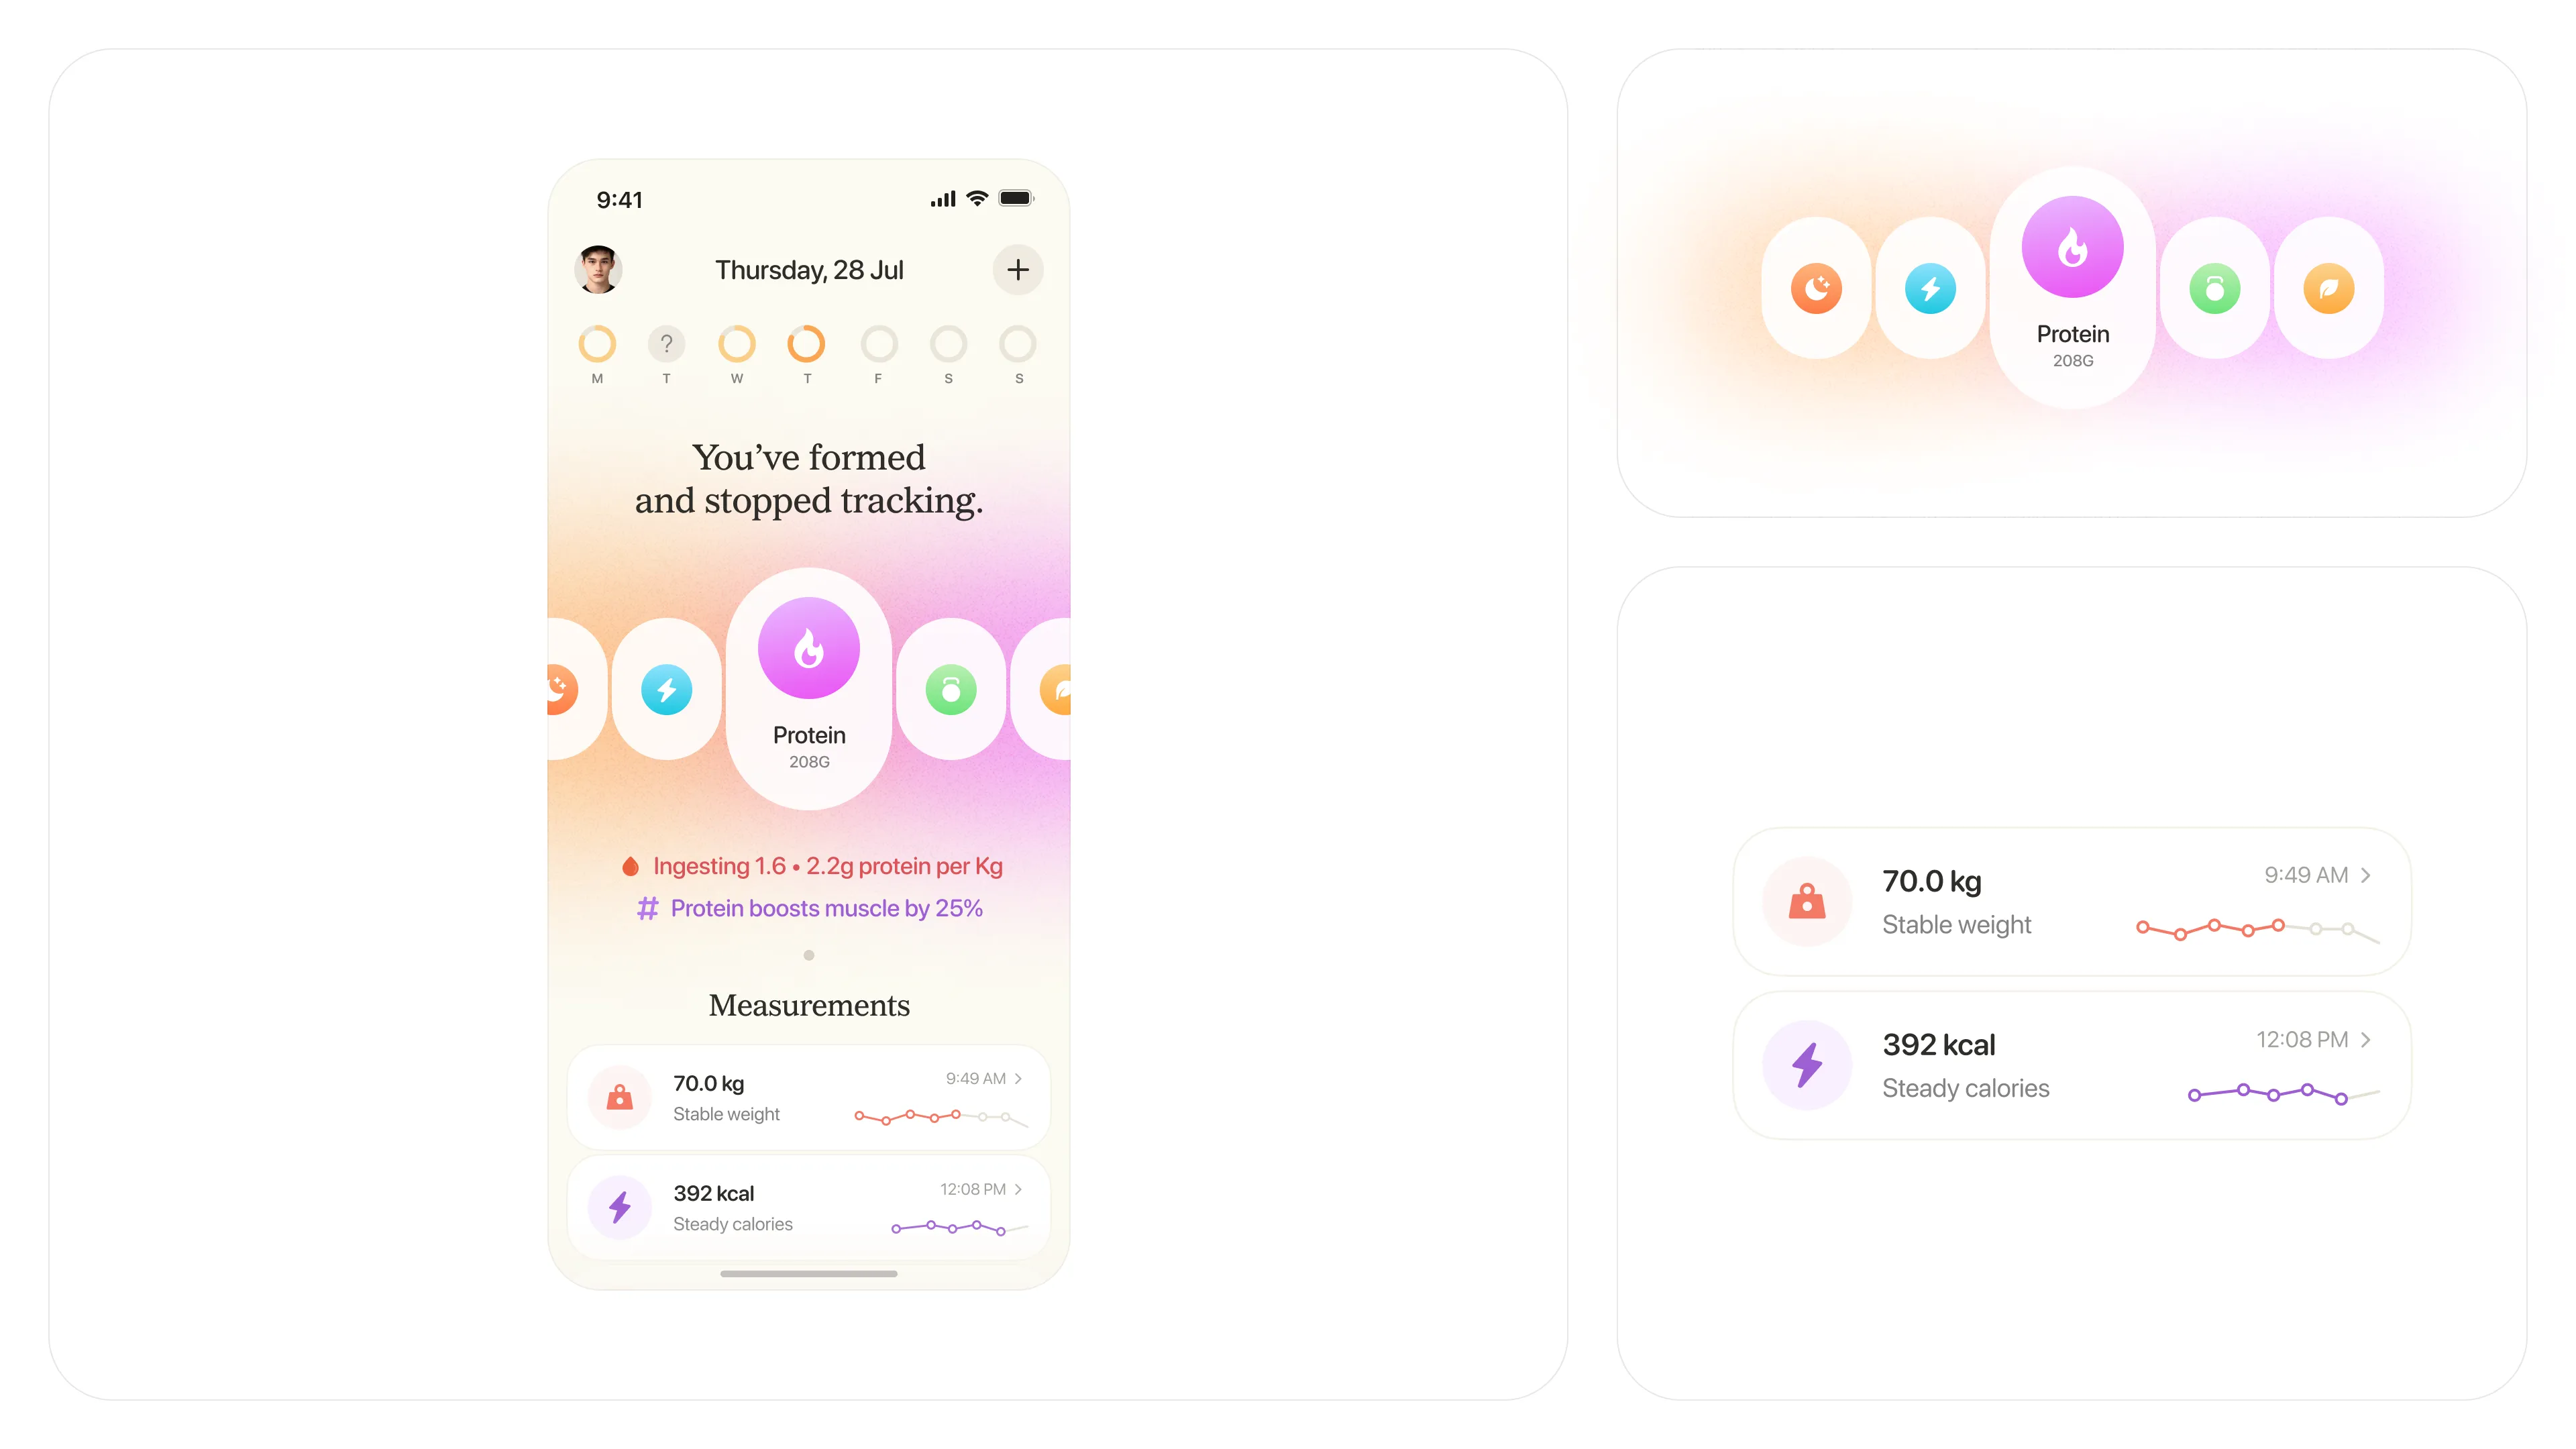 9:41
Thursday, 28 Jul
?
M T W T F S S
You’ve formed
and stopped tracking.
Protein
208G
Ingesting 1.6 • 2.2g protein per Kg
# Protein boosts muscle by 25%
Measurements
70.0 kg
9:49 AM
Stable weight
392 kcal
12:08 PM
Steady calories
Protein
208G
70.0 kg
9:49 AM
Stable weight
392 kcal
12:08 PM
Steady calories